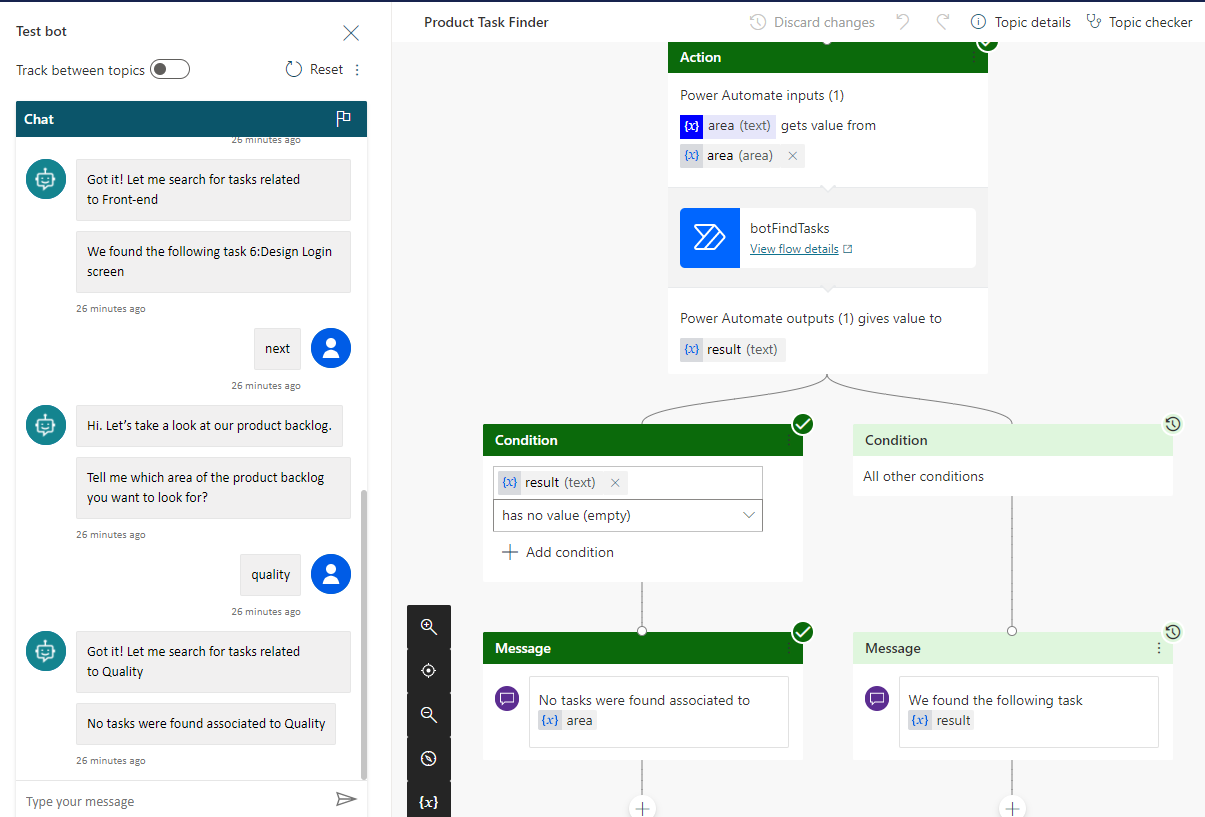 Test bot
Track between topics
Reset
Chat
26 minutes ago
Got it! Let me search for tasks related
to Front-end
We found the following task 6:Design Login
screen
26 minutes ago
next
26 minutes ago
Hi. Let's take a look at our product backlog.
Tell me which area of the product backlog
you want to look for?
26 minutes ago
quality
26 minutes ago
Got it! Let me search for tasks related
to Quality
No tasks were found associated to Quality
26 minutes ago
Type your message
Product Task Finder
Discard changes
Topic details
Topic checker
Action
Power Automate inputs (1)
{x} area (text) gets value from
{x} area (area)
botFindTasks
View flow details
Power Automate outputs (1) gives value to
{x} result (text)
Condition
{x} result (text)
has no value (empty)
Add condition
Message
No tasks were found associated to
{x} area
Condition
All other conditions
Message
We found the following task
{x} result
{x}